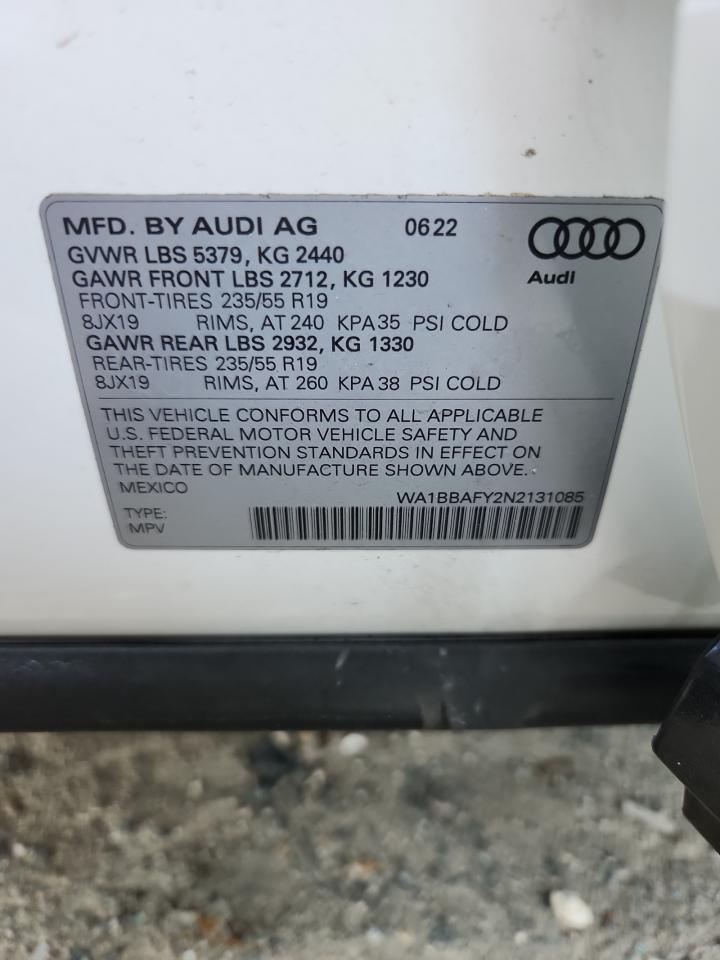 MFD. BY AUDI AG 0622
GVWR LBS 5379, KG 2440
GAWR FRONT LBS 2712, KG 1230
Audi
FRONT-TIRES 235/55 R19
8JX19 RIMS, AT 240 KPA 35 PSI COLD
GAWR REAR LBS 2932, KG 1330
REAR-TIRES 235/55 R19
8JX19 RIMS, AT 260 KPA 38 PSI COLD
THIS VEHICLE CONFORMS TO ALL APPLICABLE
U.S. FEDERAL MOTOR VEHICLE SAFETY AND
THEFT PREVENTION STANDARDS IN EFFECT ON
THE DATE OF MANUFACTURE SHOWN ABOVE.
MEXICO
WA1BBAFY2N2131085
TYPE:
MPV